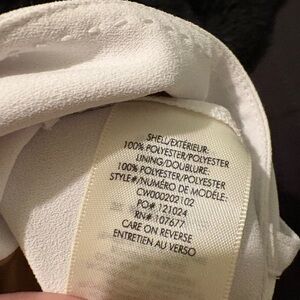 SHELL/EXTÉRIEUR:
100% POLYESTER/POLYESTER
LINING/DOUBLURE:
100% POLYESTER/POLYESTER
STYLE#/NUMÉRO DE MODÈLE:
CW000202102
PO# 121024
RN# 107677
CARE ON REVERSE
ENTRETIEN AU VERSO